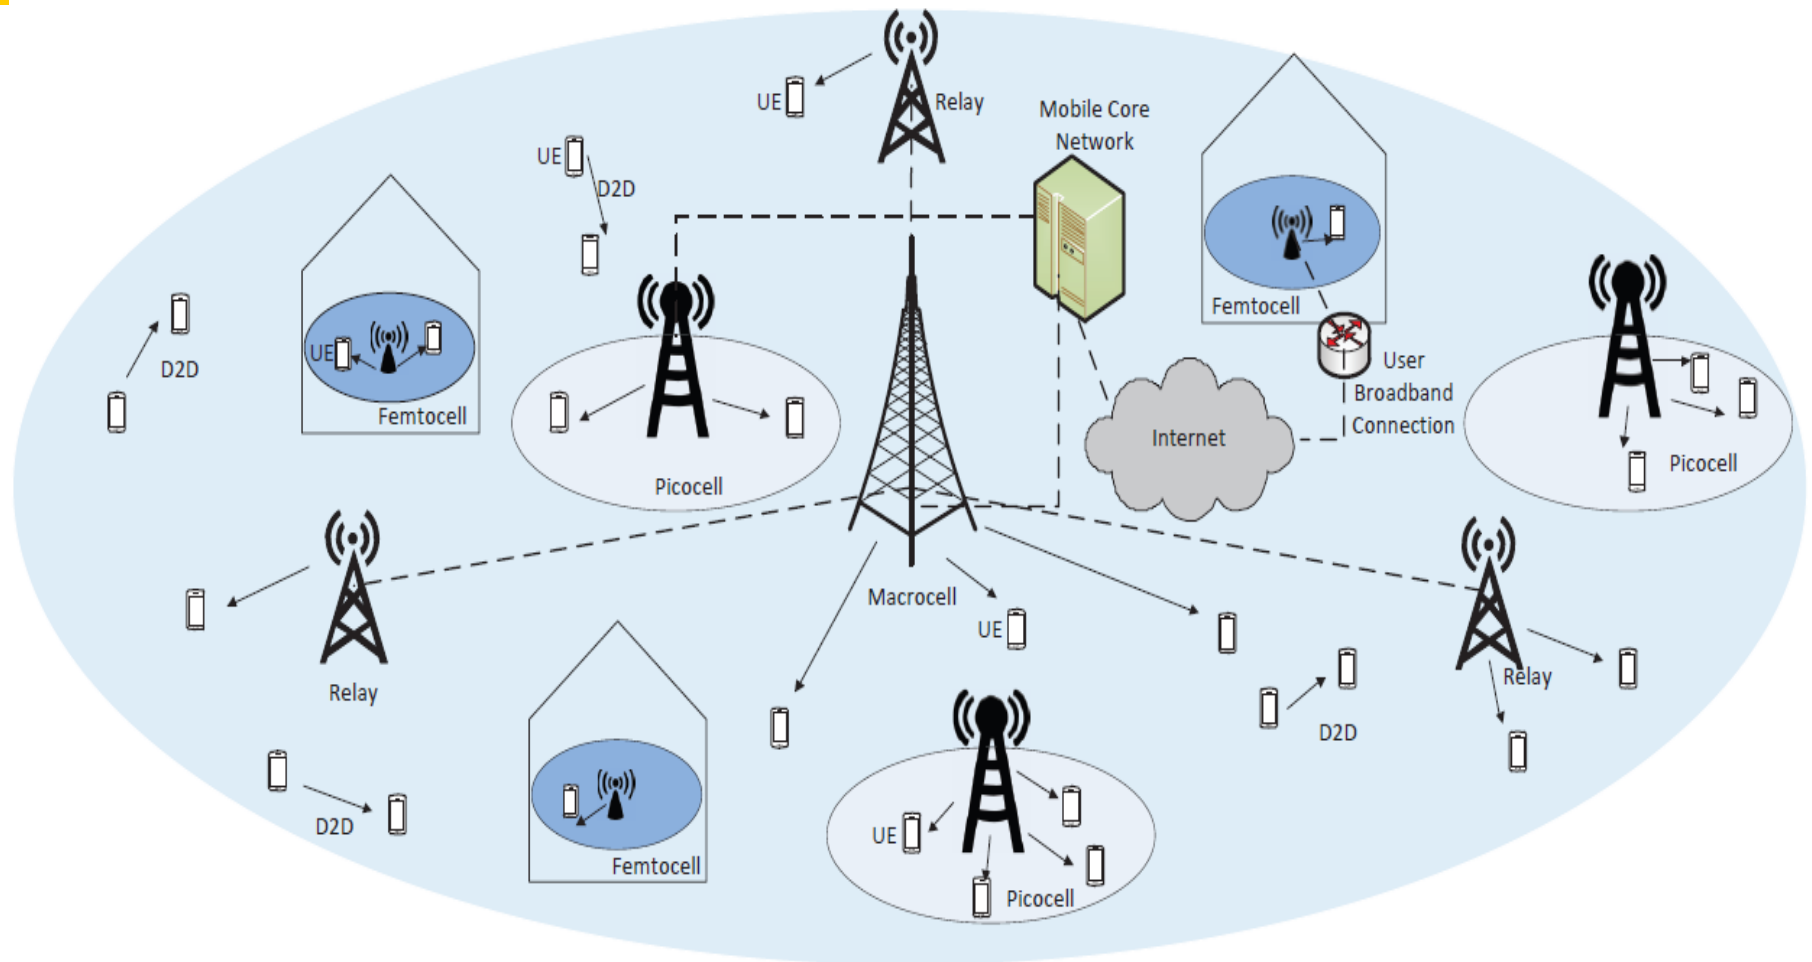 UE
Relay
Mobile Core
Network
UE
D2D
Femtocell
D2D
UE
Femtocell
User
Broadband
Connection
Internet
Picocell
Picocell
Macrocell
UE
Relay
Relay
D2D
D2D
Femtocell
UE
Picocell